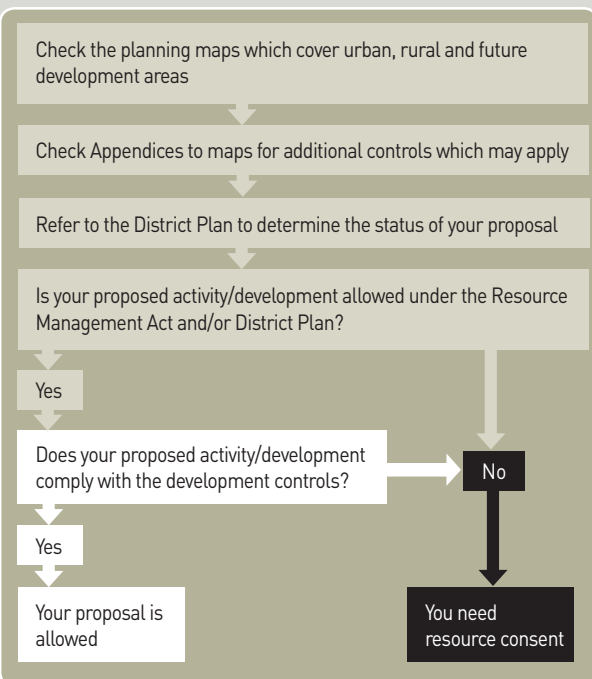 Check the planning maps which cover urban, rural and future
development areas
Check Appendices to maps for additional controls which may apply
Refer to the District Plan to determine the status of your proposal
Is your proposed activity/development allowed under the Resource
Management Act and/or District Plan?
Yes
Does your proposed activity/development
comply with the development controls?
No
Yes
Your proposal is
allowed
You need
resource consent